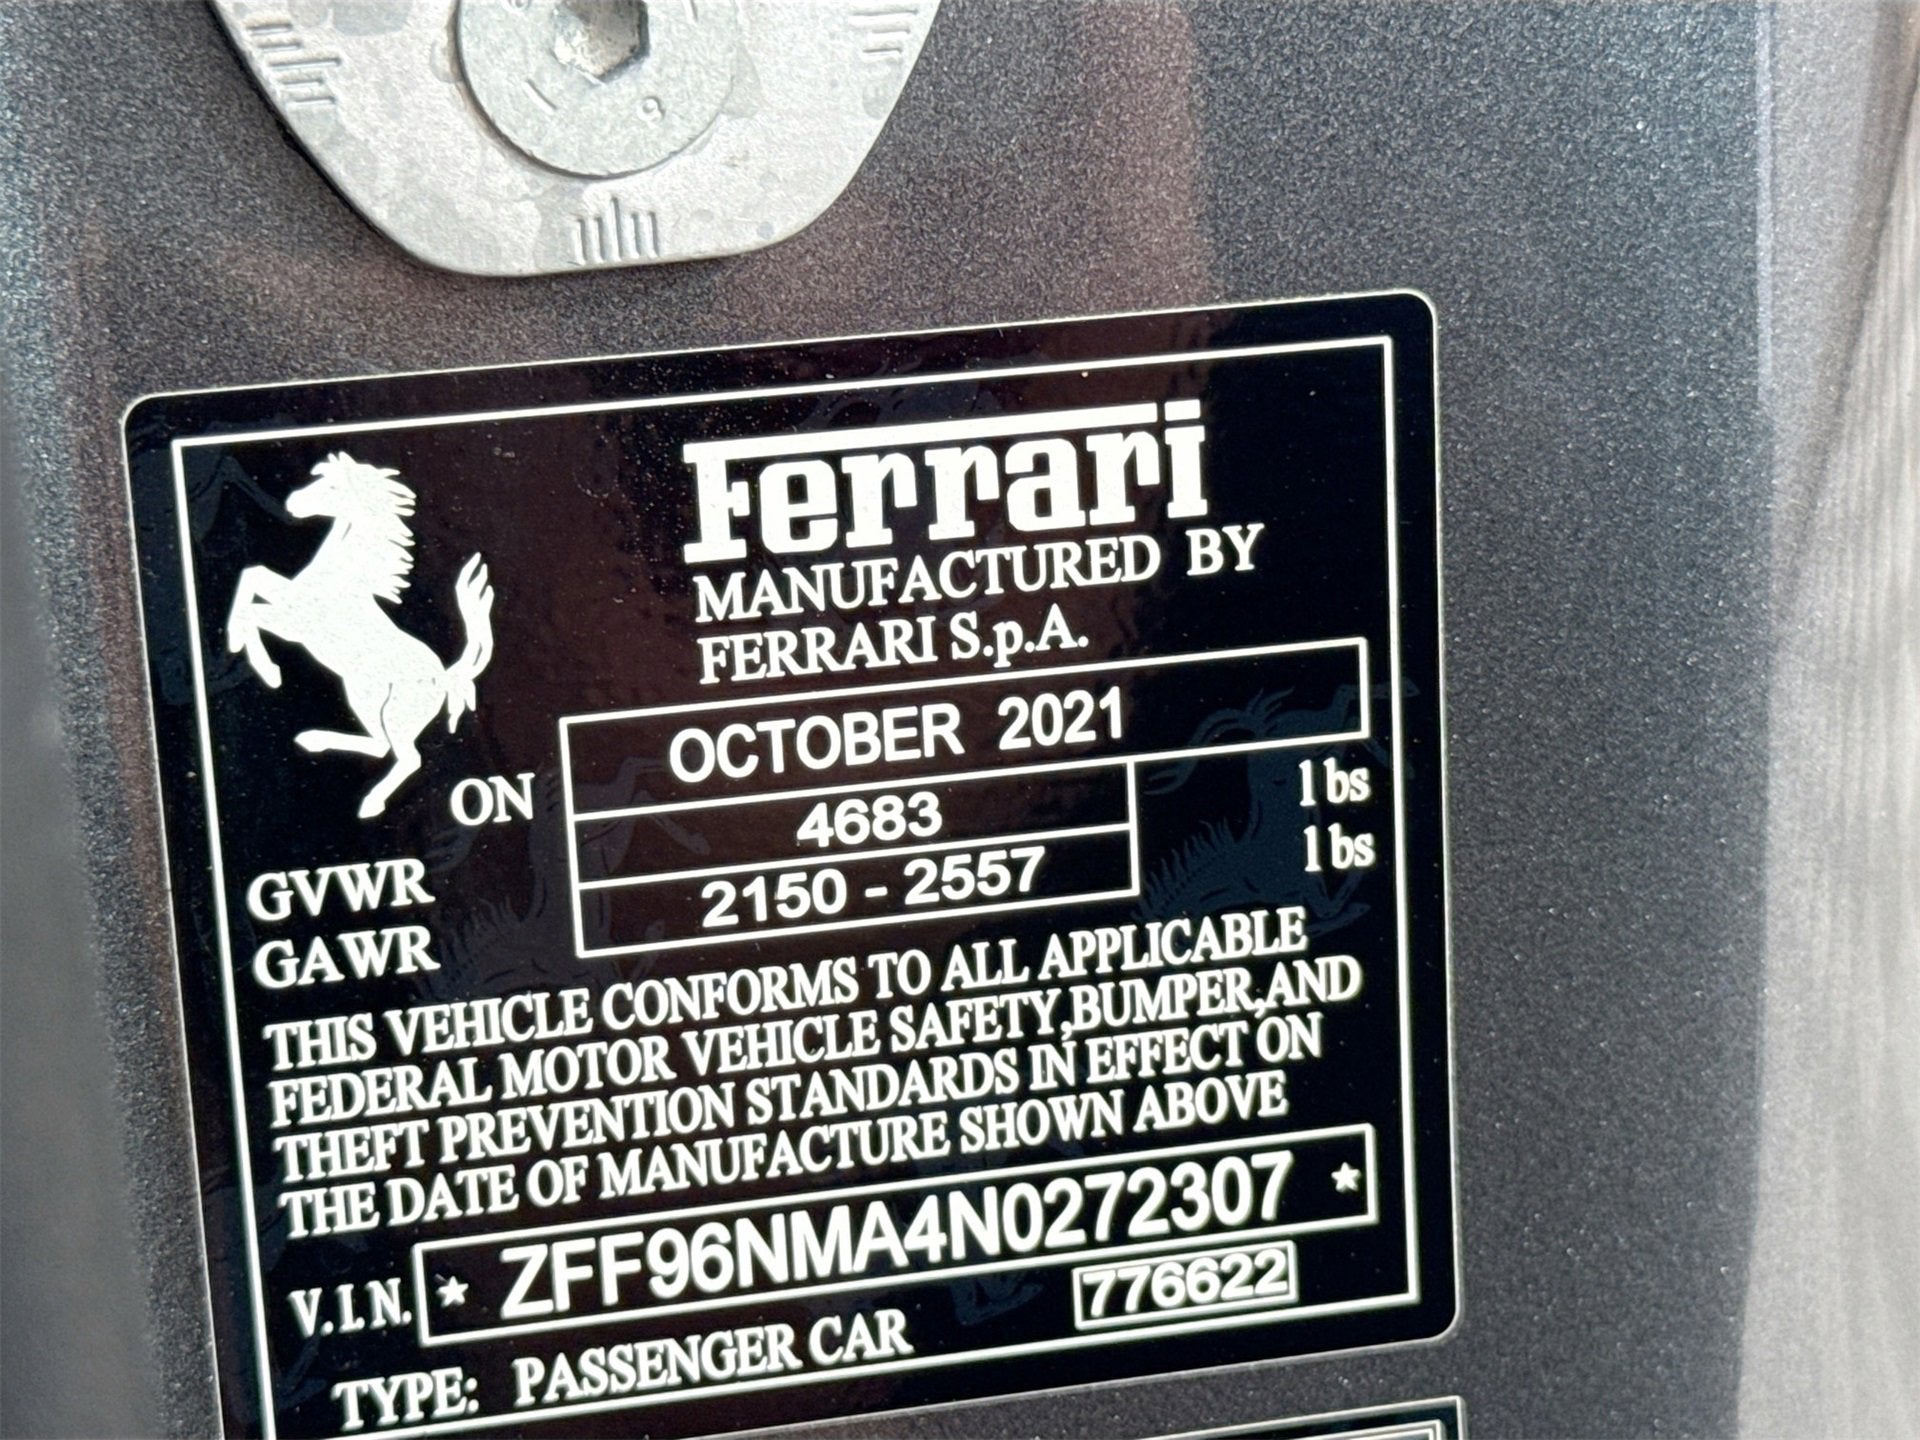 Ferrari
MANUFACTURED BY
FERRARI S.p.A.
ON OCTOBER 2021
GVWR 4683 lbs
GAWR 2150 - 2557 lbs
THIS VEHICLE CONFORMS TO ALL APPLICABLE
FEDERAL MOTOR VEHICLE SAFETY,BUMPER,AND
THEFT PREVENTION STANDARDS IN EFFECT ON
THE DATE OF MANUFACTURE SHOWN ABOVE
V.I.N. * ZFF96NMA4N0272307 *
776622
TYPE: PASSENGER CAR